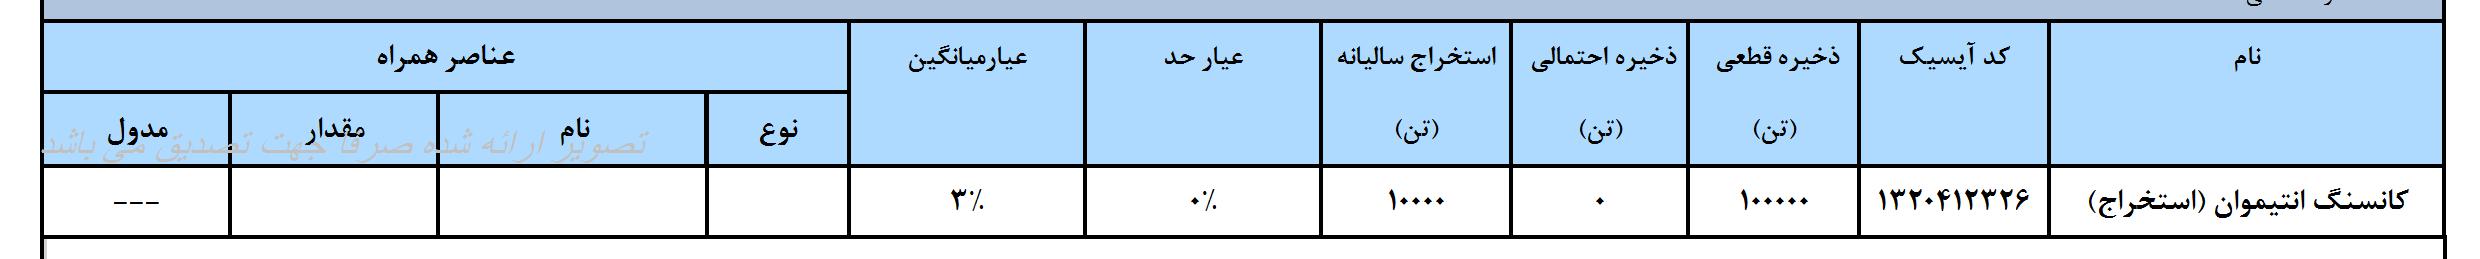 نام	کد آیسیک	ذخیره قطعی (تن)	ذخیره احتمالی (تن)	استخراج سالیانه (تن)	عیار حد	عیارمیانگین	عناصر همراه
نوع	نام	مقدار	مدول
تصویر ارائه شده صرفا جهت تصدیق می باشد
کانسنگ انتیموان (استخراج)	۱۳۲۰۴۱۲۳۲۶	۱۰۰۰۰۰	۰	۱۰۰۰۰	۰٪	۳٪	---